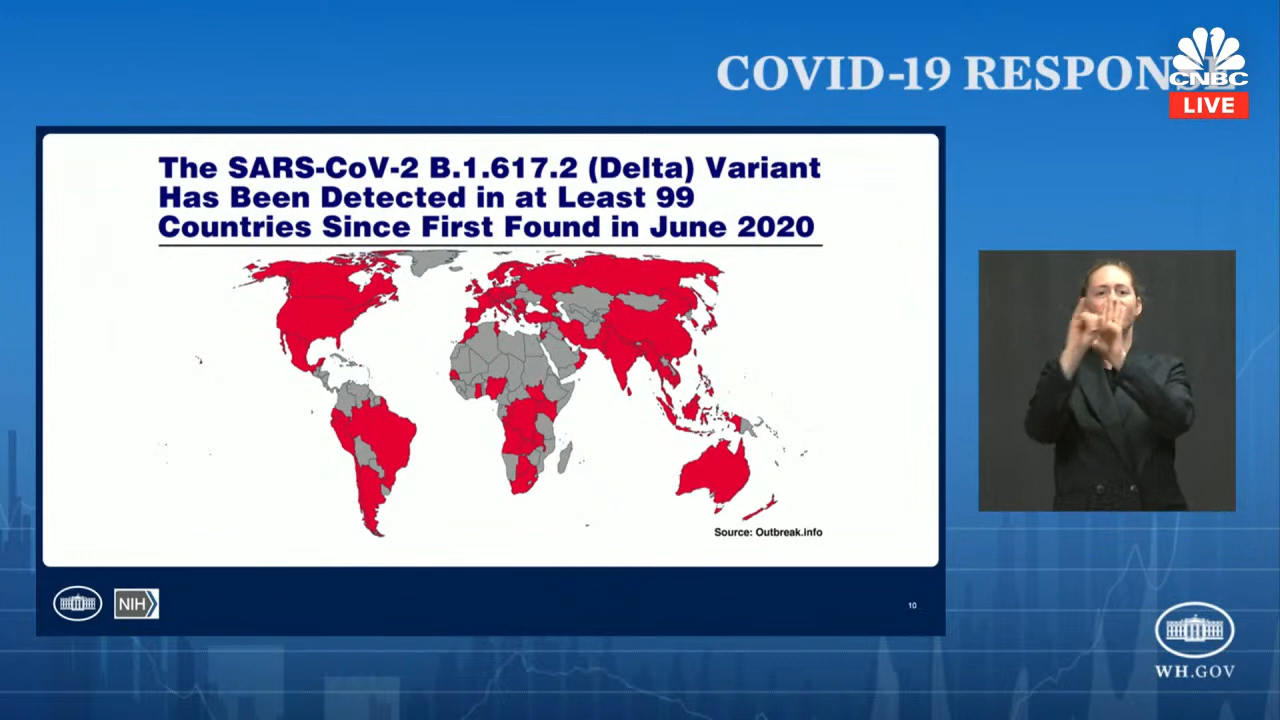 COVID-19 RESPONSE
CNBC
LIVE
The SARS-CoV-2 B.1.617.2 (Delta) Variant
Has Been Detected in at Least 99
Countries Since First Found in June 2020
Source: Outbreak.info
NIH
10
WH.GOV